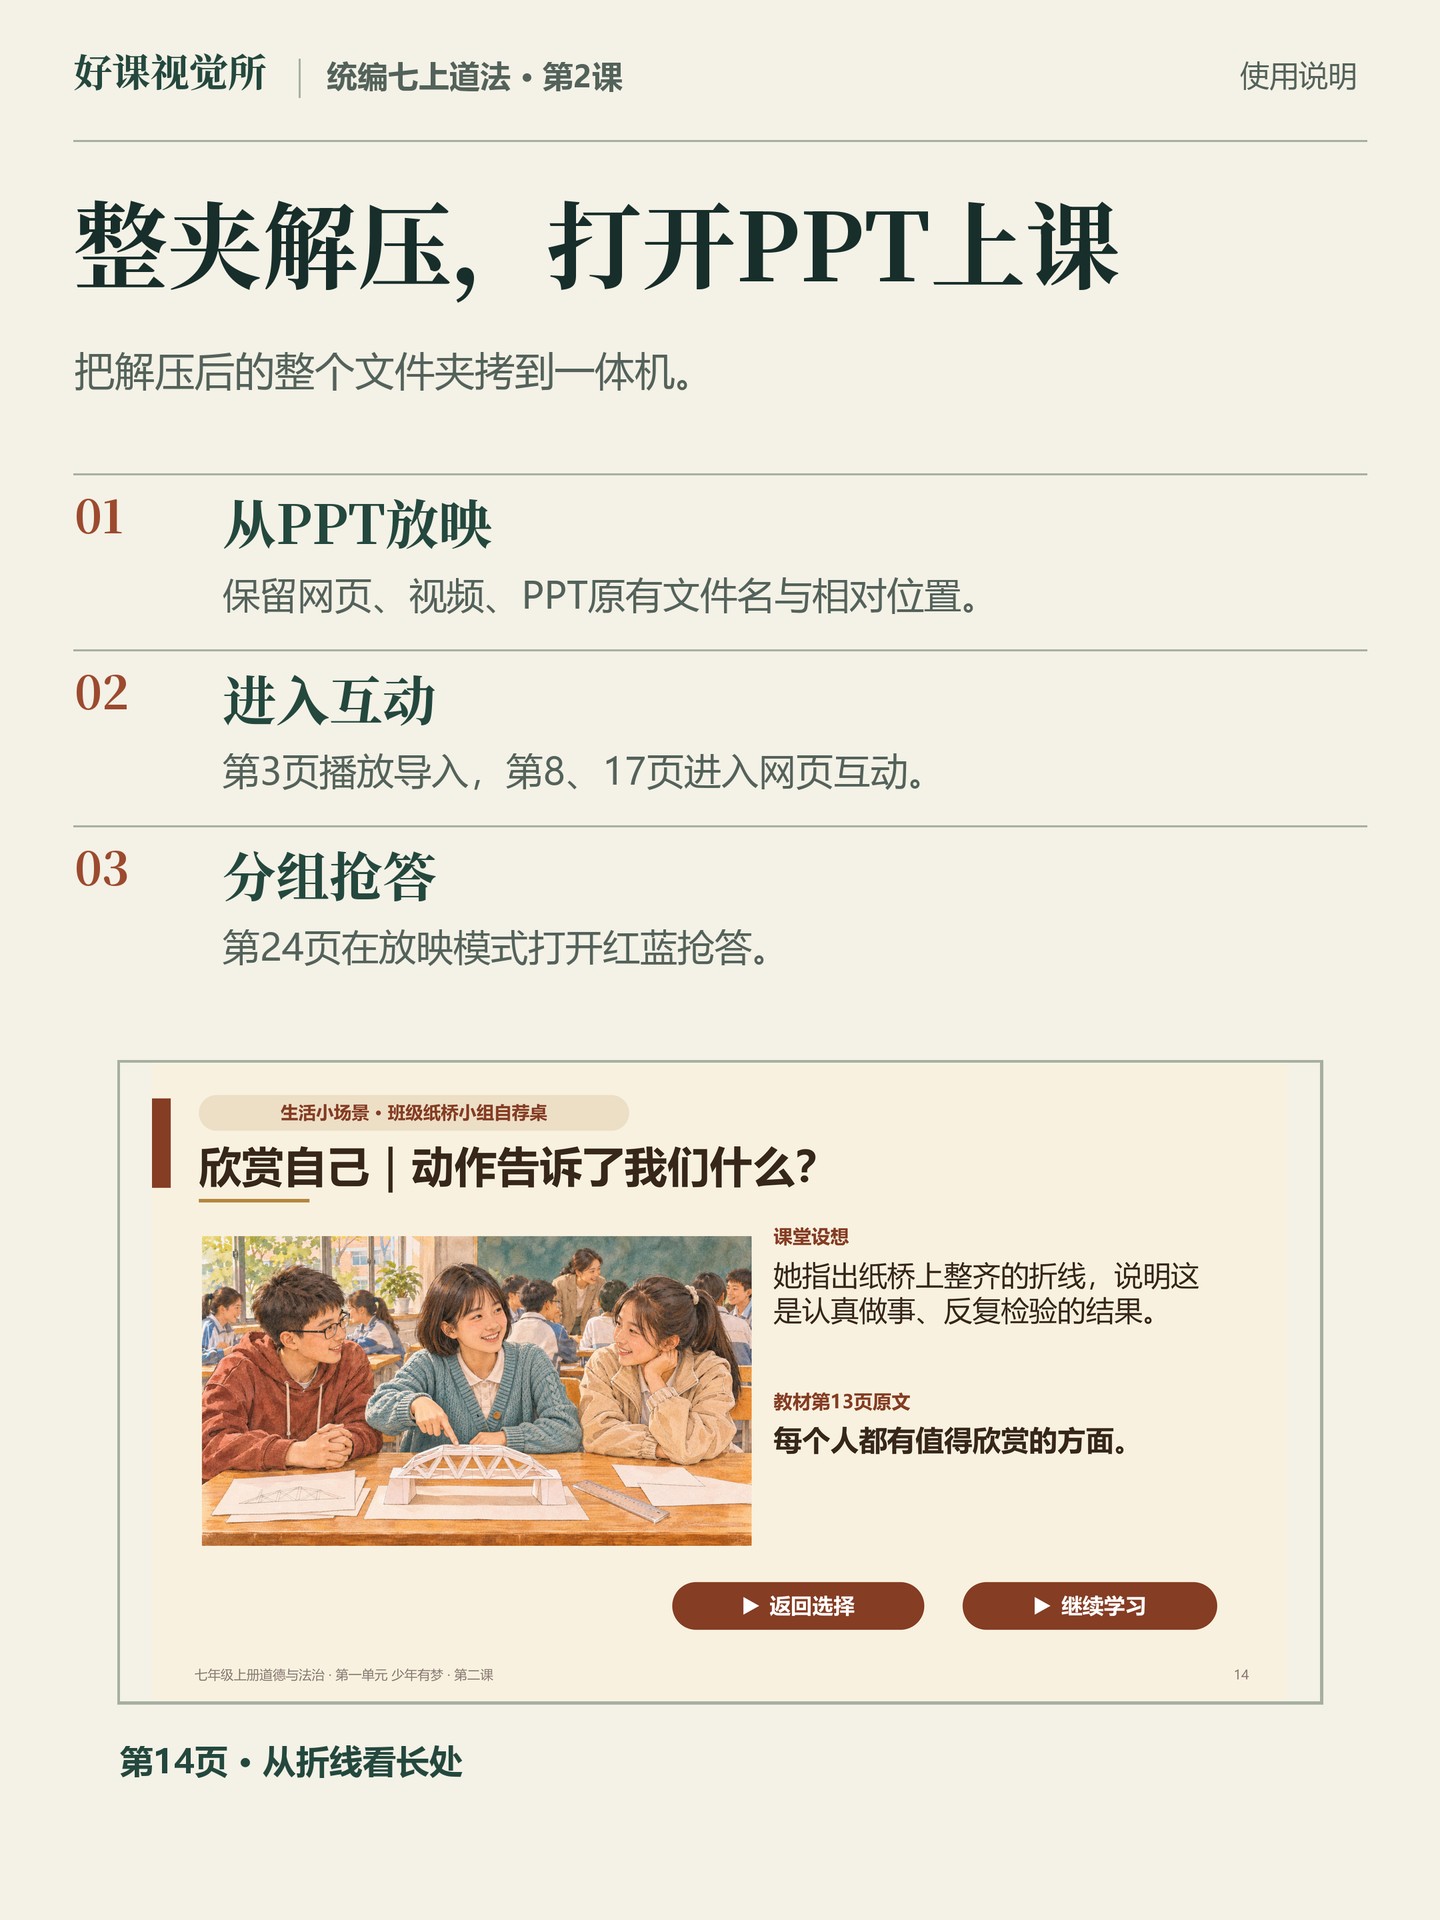 好课视觉所
统编七上道法·第2课
使用说明
整夹解压，打开PPT上课
把解压后的整个文件夹拷到一体机。
01
从PPT放映
保留网页、视频、PPT原有文件名与相对位置。
02
进入互动
第3页播放导入，第8、17页进入网页互动。
03
分组抢答
第24页在放映模式打开红蓝抢答。
生活小场景·班级纸桥小组自荐桌
欣赏自己｜动作告诉了我们什么？
课堂设想
她指出纸桥上整齐的折线，说明这
是认真做事、反复检验的结果。
教材第13页原文
每个人都有值得欣赏的方面。
▶ 返回选择
▶ 继续学习
七年级上册道德与法治·第一单元 少年有梦·第二课
14
第14页·从折线看长处